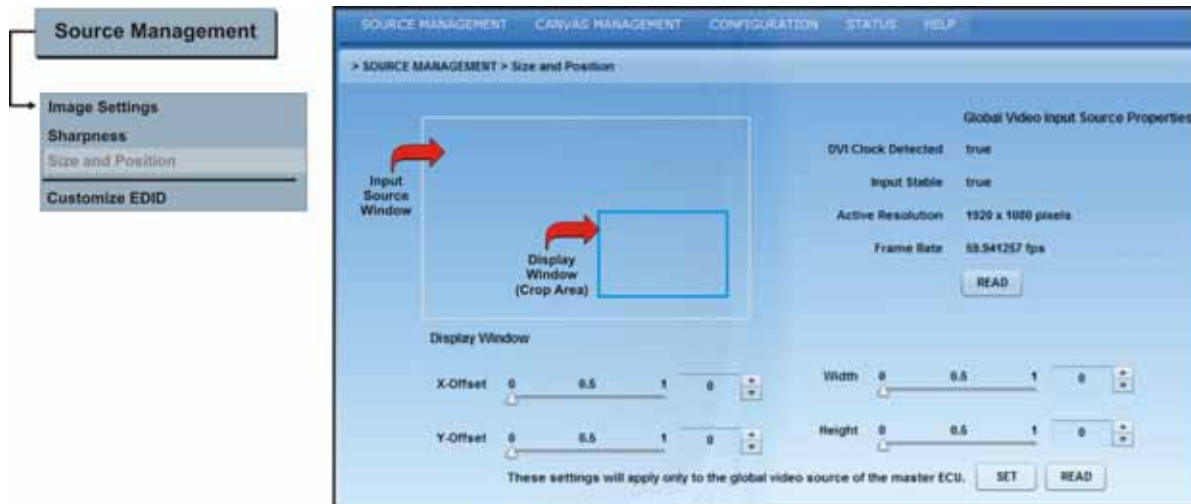 Source Management
Image Settings
Sharpness
Size and Position
Customize EDID
SOURCE MANAGEMENT CANVAS MANAGEMENT CONFIGURATION STATUS HELP
> SOURCE MANAGEMENT > Size and Position
Input
Source
Window
Display
Window
(Crop Area)
Global Video Input Source Properties
DVI Clock Detected true
Input Stable true
Active Resolution 1920 x 1080 pixels
Frame Rate 59.941257 fps
READ
Display Window
X-Offset 0 0.5 1 0
Width 0 0.5 1 0
Y-Offset 0 0.5 1 0
Height 0 0.5 1 0
These settings will apply only to the global video source of the master ECU. SET READ